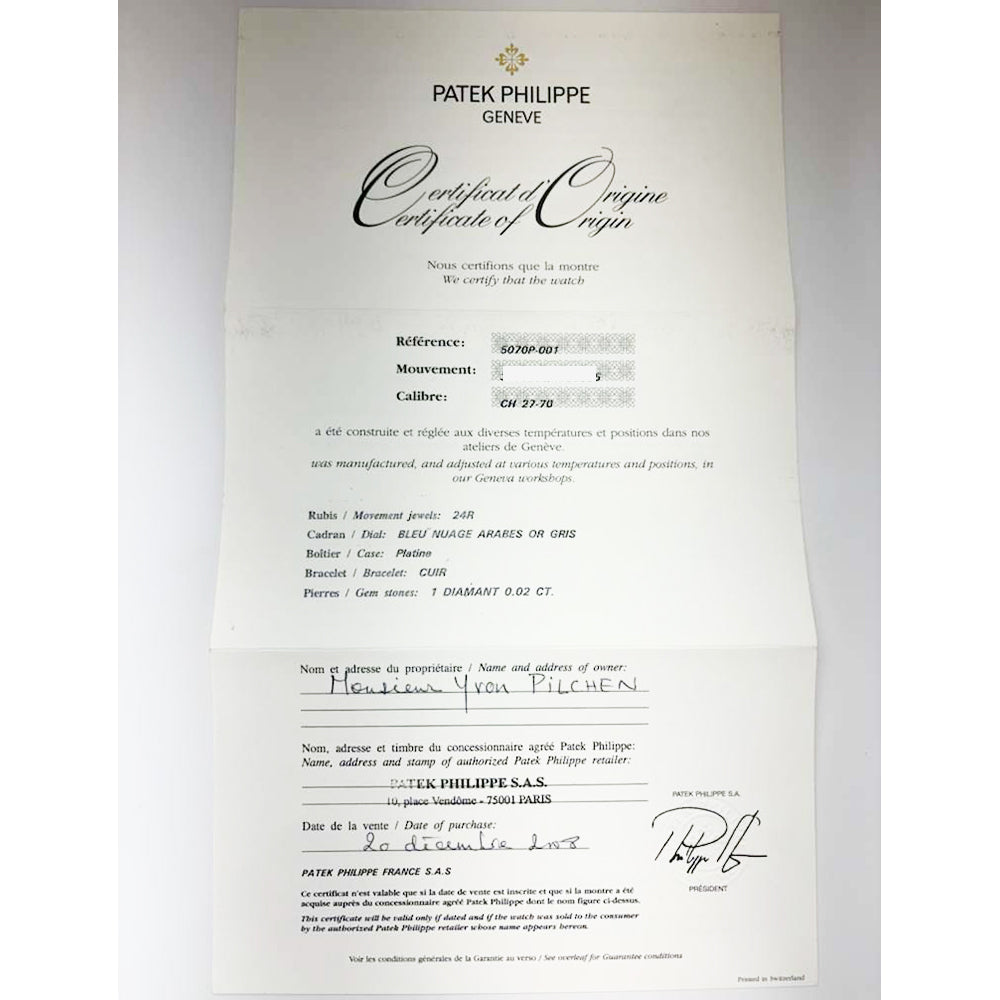 PATEK PHILIPPE
GENEVE
Certificat d'Origine
Certificate of Origin
Nous certifions que la montre
We certify that the watch
Référence: 5070P-001
Mouvement: 5
Calibre: CH 27-70
a été construite et réglée aux diverses températures et positions dans nos
ateliers de Genève.
was manufactured, and adjusted at various temperatures and positions, in
our Geneva workshops.
Rubis / Movement jewels: 24R
Cadran / Dial: BLEU NUAGE ARABES OR GRIS
Boîtier / Case: Platine
Bracelet / Bracelet: CUIR
Pierres / Gem stones: 1 DIAMANT 0.02 CT.
Nom et adresse du propriétaire / Name and address of owner:
Monsieur Yvon PILCHEN
Nom, adresse et timbre du concessionnaire agréé Patek Philippe:
Name, address and stamp of authorized Patek Philippe retailer:
PATEK PHILIPPE S.A.S.
10, place Vendôme - 75001 PARIS
PATEK PHILIPPE S.A.
Date de la vente / Date of purchase:
20 décembre 2008
PATEK PHILIPPE FRANCE S.A.S
PRÉSIDENT
Ce certificat n'est valable que si la date de vente est inscrite et que si la montre a été
acquise auprès du concessionnaire agréé Patek Philippe dont le nom figure ci-dessus.
This certificate will be valid only if dated and if the watch was sold to the consumer
by the authorized Patek Philippe retailer whose name appears hereon.
Voir les conditions générales de la Garantie au verso / See overleaf for Guarantee conditions
Printed in Switzerland